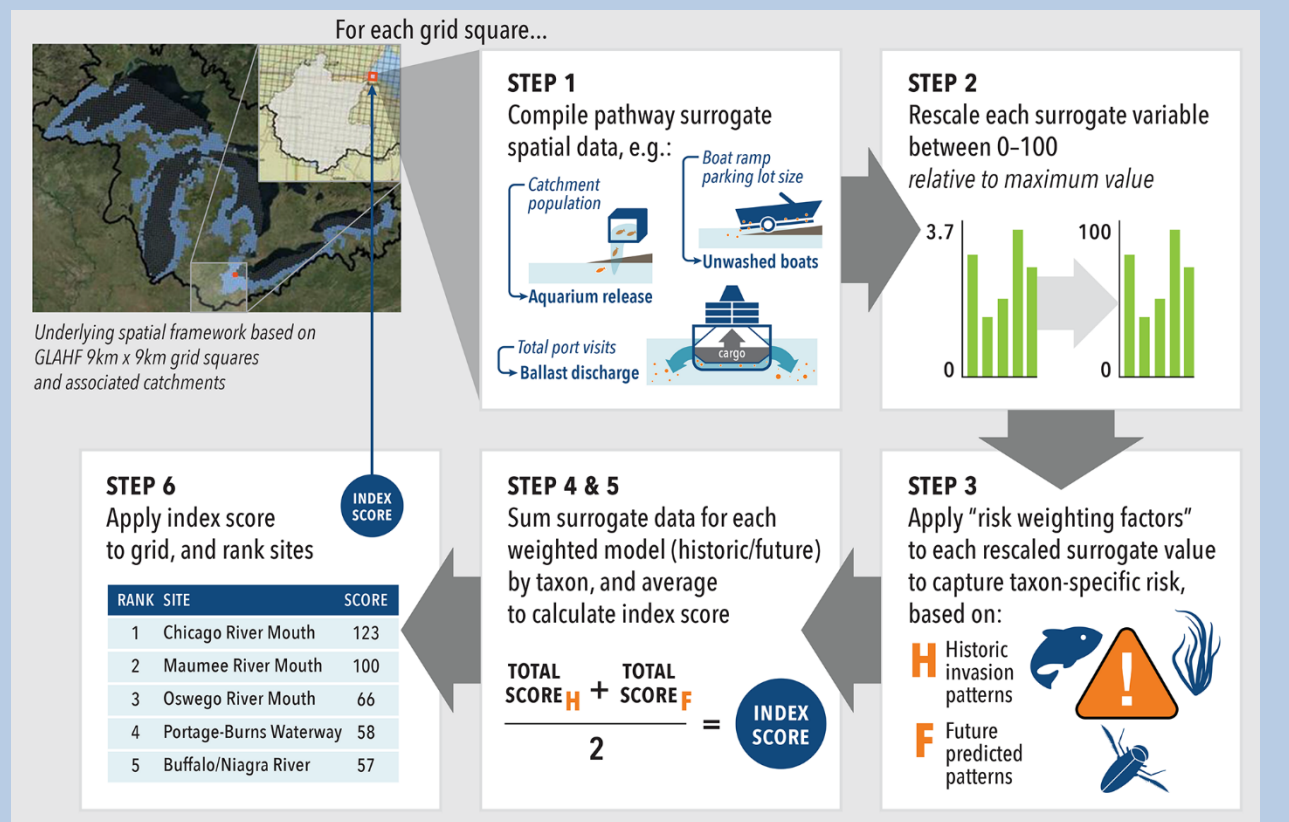 For each grid square...
Underlying spatial framework based on
GLAHF 9km x 9km grid squares
and associated catchments
STEP 1
Compile pathway surrogate
spatial data, e.g.:
Catchment
population
Aquarium release
Boat ramp
parking lot size
Unwashed boats
Total port visits
Ballast discharge
cargo
STEP 2
Rescale each surrogate variable
between 0–100
relative to maximum value
3.7
0
100
0
STEP 3
Apply "risk weighting factors"
to each rescaled surrogate value
to capture taxon-specific risk,
based on:
H Historic
invasion
patterns
F Future
predicted
patterns
!
STEP 4 & 5
Sum surrogate data for each
weighted model (historic/future)
by taxon, and average
to calculate index score
TOTAL SCORE H + TOTAL SCORE F
2
=
INDEX
SCORE
STEP 6
Apply index score
to grid, and rank sites
INDEX
SCORE
RANK SITE SCORE
1 Chicago River Mouth 123
2 Maumee River Mouth 100
3 Oswego River Mouth 66
4 Portage-Burns Waterway 58
5 Buffalo/Niagra River 57